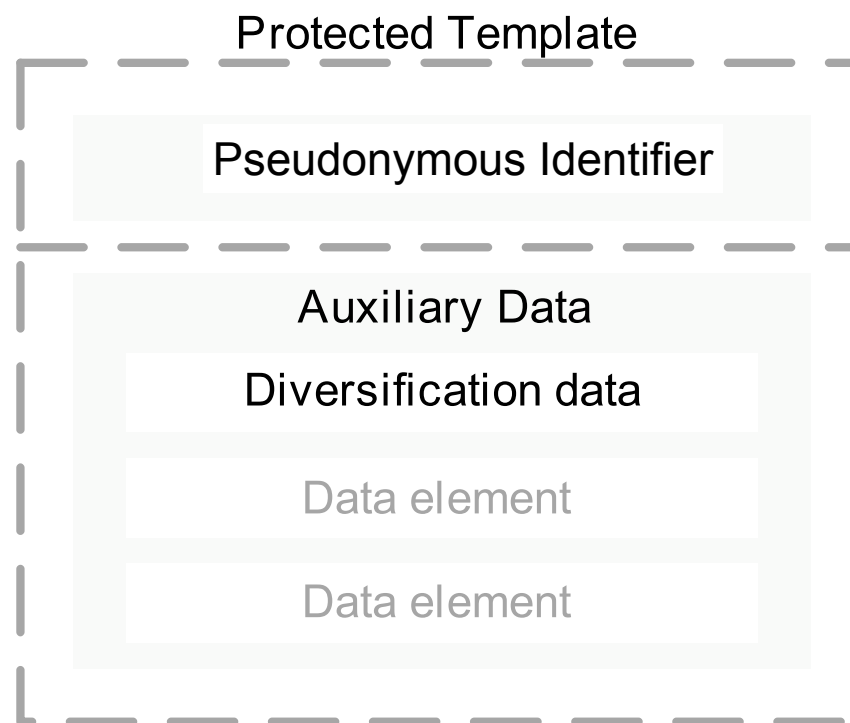 Protected Template
Pseudonymous Identifier
Auxiliary Data
Diversification data
Data element
Data element